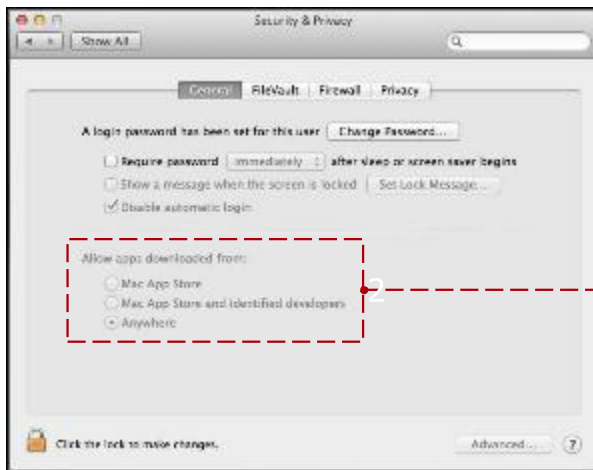 Security & Privacy
Show All
General FileVault Firewall Privacy
A login password has been set for this user Change Password...
Require password immediately after sleep or screen saver begins
Show a message when the screen is locked Set Lock Message...
Disable automatic login
Allow apps downloaded from:
Mac App Store
Mac App Store and identified developers
Anywhere
2
Click the lock to make changes.
Advanced... ?